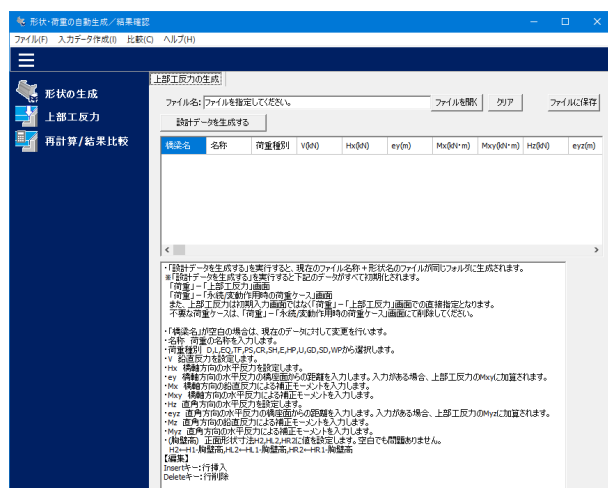 形状・荷重の自動生成／結果確認
ファイル(F) 入力データ作成(I) 比較(C) ヘルプ(H)
形状の生成
上部工反力
再計算/結果比較
上部工反力の生成
ファイル名: ファイルを指定してください。 ファイルを開く クリア ファイルに保存
設計データを生成する
橋梁名 名称 荷重種別 V(kN) Hx(kN) ey(m) Mx(kN・m) Mxy(kN・m) Hz(kN) eyz(m)
・「設計データを生成する」を実行すると、現在のファイル名称＋形状名のファイルが同じフォルダに生成されます。
※「設計データを生成する」を実行すると下記のデータがすべて初期化されます。
「荷重」－「上部工反力」画面
「荷重」－「永続/変動作用時の荷重ケース」画面
また、上部工反力は初期入力画面ではなく「荷重」－「上部工反力」画面での直接指定となります。
不要な荷重ケースは、「荷重」－「永続/変動作用時の荷重ケース」画面にて削除してください。
・「橋梁名」が空白の場合は、現在のデータに対して変更を行います。
・名称 荷重の名称を入力します。
・荷重種別 D,L,EQ,TF,PS,CR,SH,E,HP,U,GD,SD,WPから選択します。
・V 鉛直反力を設定します。
・Hx 橋軸方向の水平反力を設定します。
・ey 橋軸方向の水平反力の橋座面からの距離を入力します。入力がある場合、上部工反力のMxyに加算されます。
・Mx 橋軸方向の鉛直反力による補正モーメントを入力します。
・Mxy 橋軸方向の水平反力による補正モーメントを入力します。
・Hz 直角方向の水平反力を設定します。
・eyz 直角方向の水平反力の橋座面からの距離を入力します。入力がある場合、上部工反力のMyzに加算されます。
・Mz 直角方向の鉛直反力による補正モーメントを入力します。
・Myz 直角方向の水平反力による補正モーメントを入力します。
・(胸壁高) 正面形状寸法H2,HL2,HR2に値を設定します。空白でも問題ありません。
H2←H1-胸壁高,HL2←HL1-胸壁高,HR2←HR1-胸壁高
【編集】
Insertキー：行挿入
Deleteキー：行削除